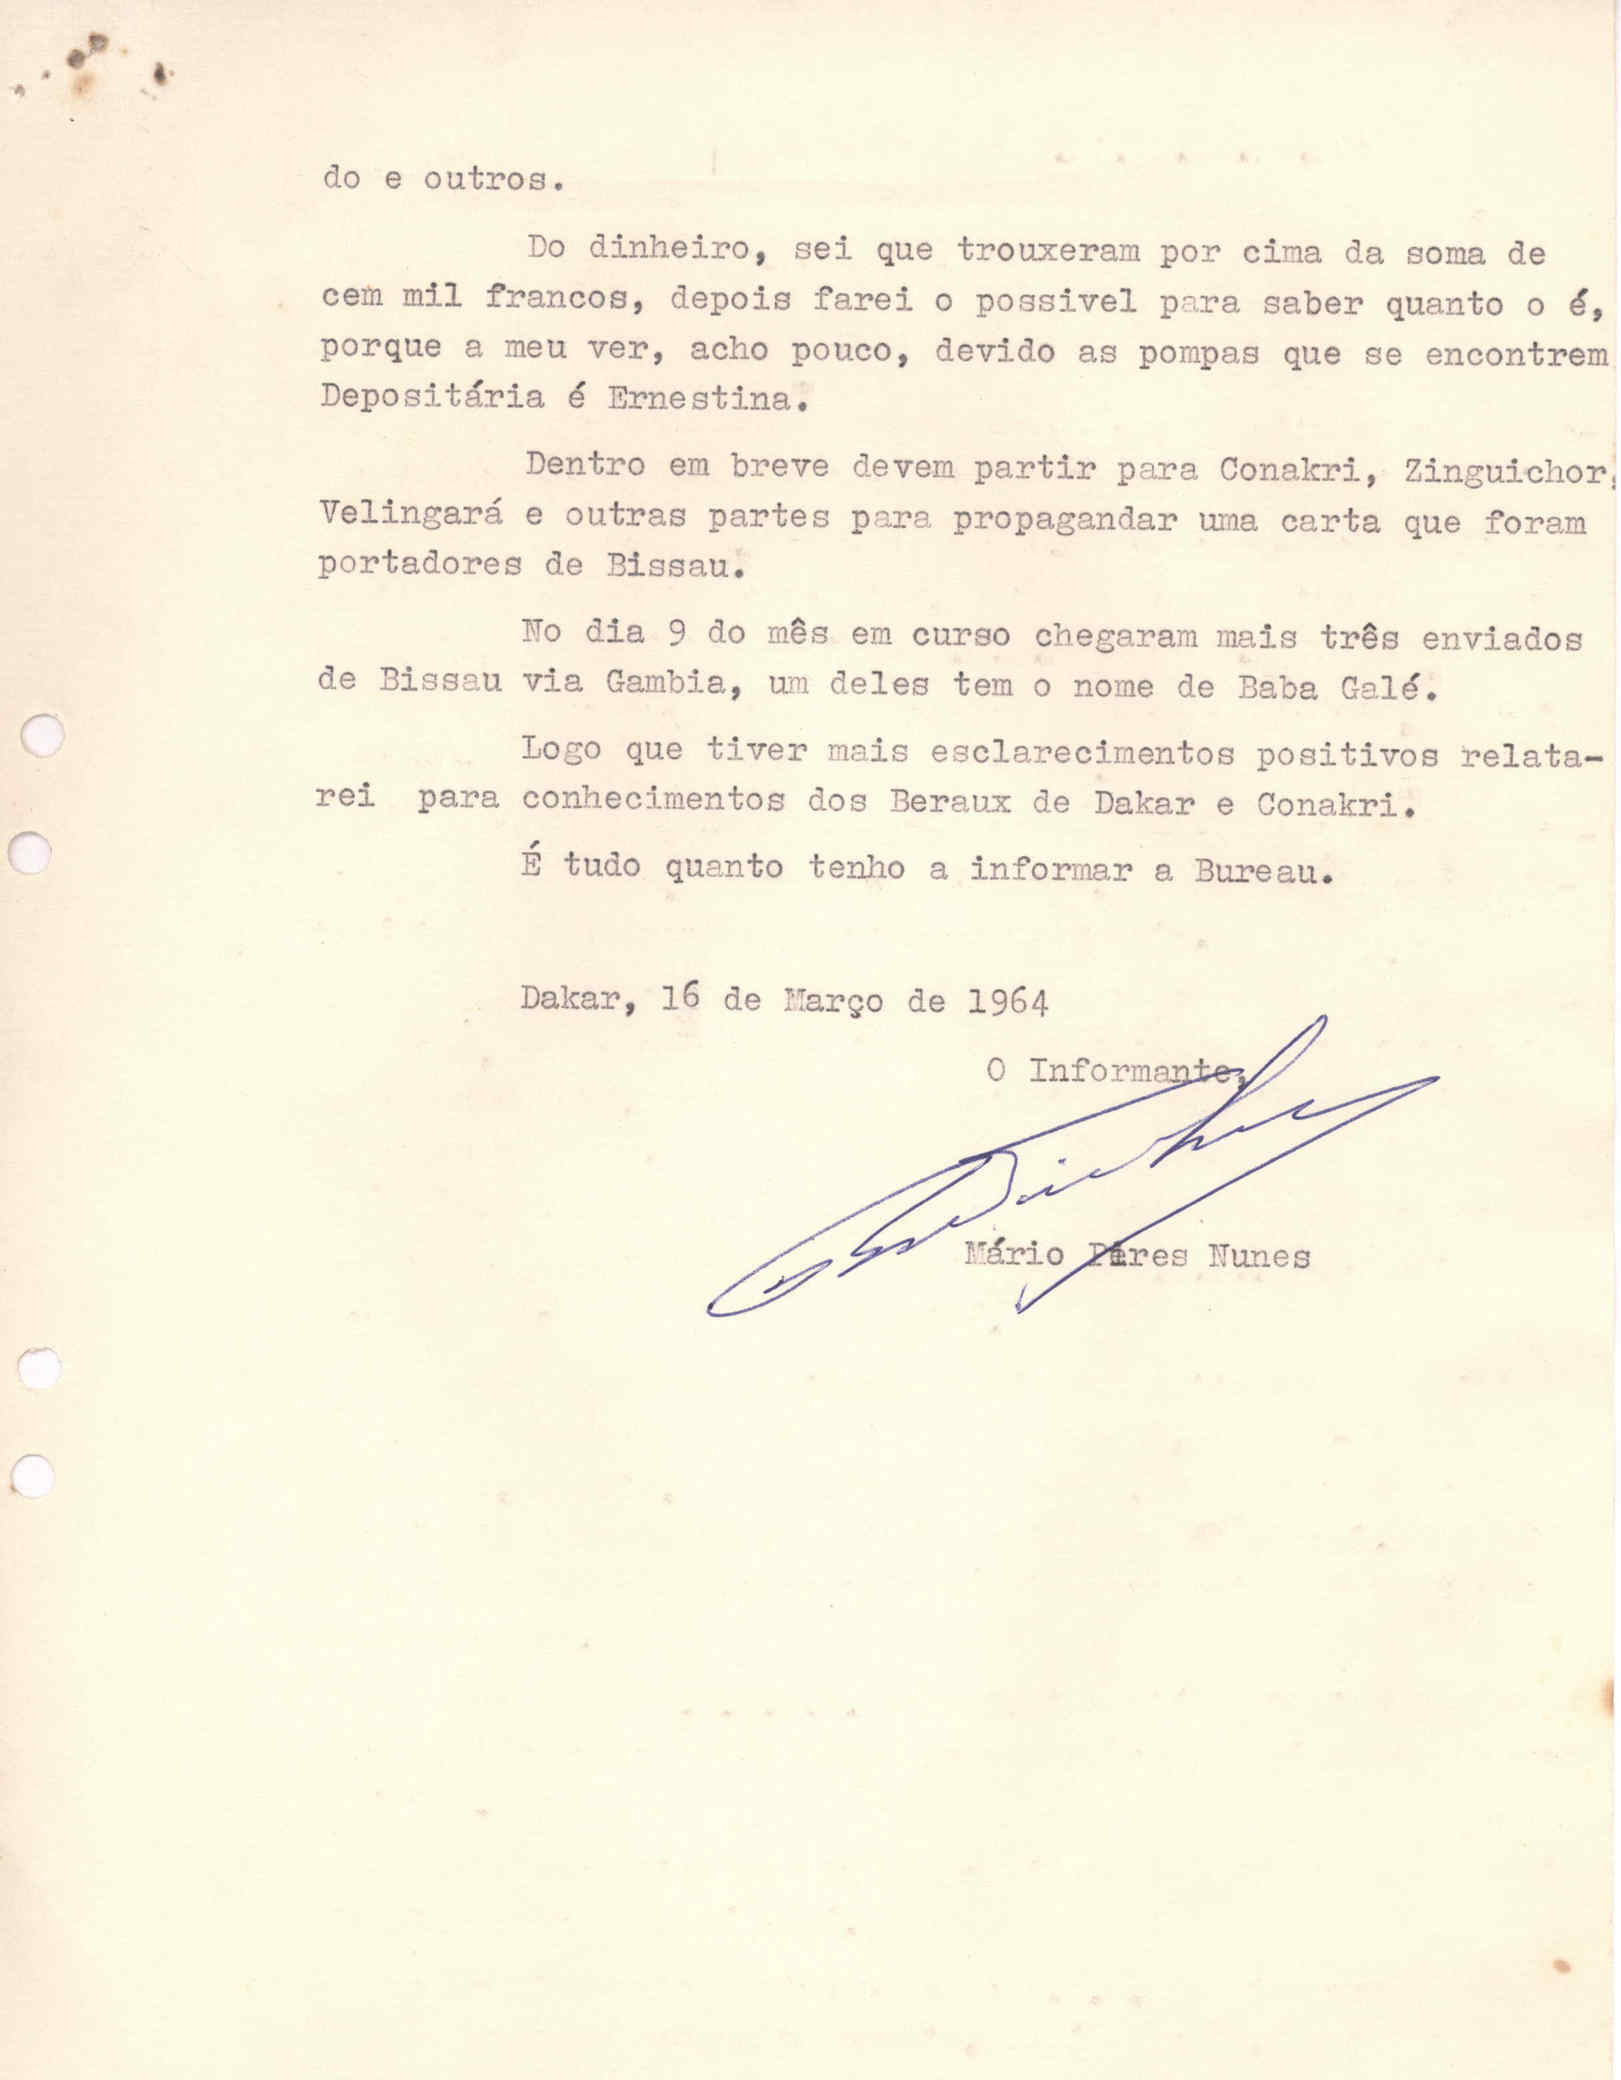 do e outros.
Do dinheiro, sei que trouxeram por cima da soma de
cem mil francos, depois farei o possivel para saber quanto o é,
porque a meu ver, acho pouco, devido as pompas que se encontrem
Depositária é Ernestina.
Dentro em breve devem partir para Conakri, Zinguichor,
Velingará e outras partes para propagandar uma carta que foram
portadores de Bissau.
No dia 9 do mês em curso chegaram mais três enviados
de Bissau via Gambia, um deles tem o nome de Baba Galé.
Logo que tiver mais esclarecimentos positivos relata-
rei para conhecimentos dos Beraux de Dakar e Conakri.
É tudo quanto tenho a informar a Bureau.
Dakar, 16 de Março de 1964
O Informante,
Mário Nunes